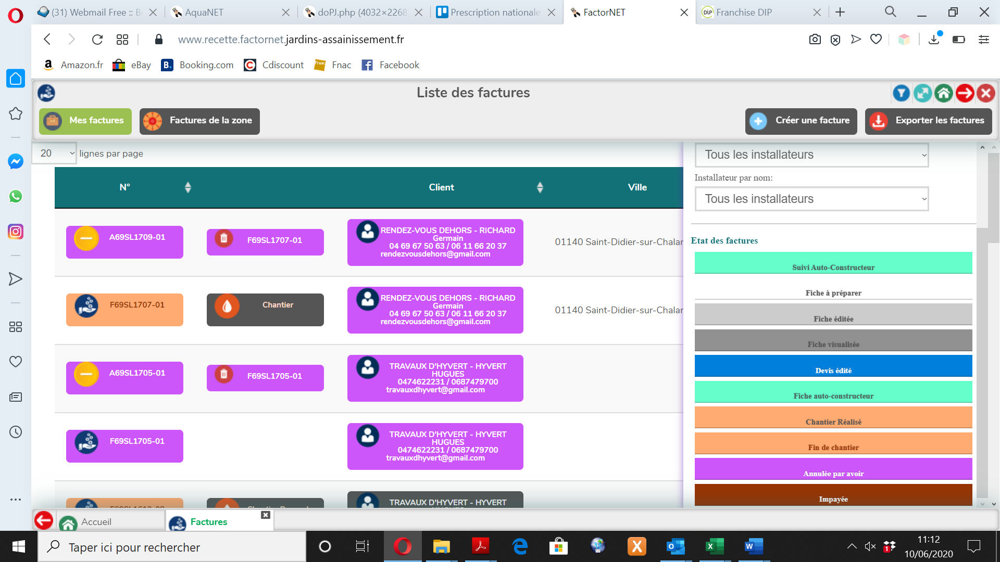 (31) Webmail Free :: B
AquaNET
doPJ.php (4032×2268
Prescription nationale
FactorNET
Franchise DIP
www.recette.factornet.jardins-assainissement.fr
Amazon.fr
eBay
Booking.com
Cdiscount
Fnac
Facebook
Liste des factures
Mes factures
Factures de la zone
Créer une facture
Exporter les factures
20
lignes par page
Tous les installateurs
Installateur par nom:
Tous les installateurs
N°
Client
Ville
A69SL1709-01
F69SL1707-01
RENDEZ-VOUS DEHORS - RICHARD
Germain
04 69 67 50 63 / 06 11 66 20 37
rendezvousdehors@gmail.com
01140 Saint-Didier-sur-Chalar
F69SL1707-01
Chantier
RENDEZ-VOUS DEHORS - RICHARD
Germain
04 69 67 50 63 / 06 11 66 20 37
rendezvousdehors@gmail.com
01140 Saint-Didier-sur-Chalar
A69SL1705-01
F69SL1705-01
TRAVAUX D'HYVERT - HYVERT
HUGUES
0474622231 / 0687479700
travauxdhyvert@gmail.com
F69SL1705-01
TRAVAUX D'HYVERT - HYVERT
HUGUES
0474622231 / 0687479700
travauxdhyvert@gmail.com
TRAVAUX D'HYVERT - HYVERT
Etat des factures
Suivi Auto-Constructeur
Fiche à préparer
Fiche éditée
Fiche visualisée
Devis édité
Fiche auto-constructeur
Chantier Réalisé
Fin de chantier
Annulée par avoir
Impayée
Accueil
Factures
Taper ici pour rechercher
11:12
10/06/2020